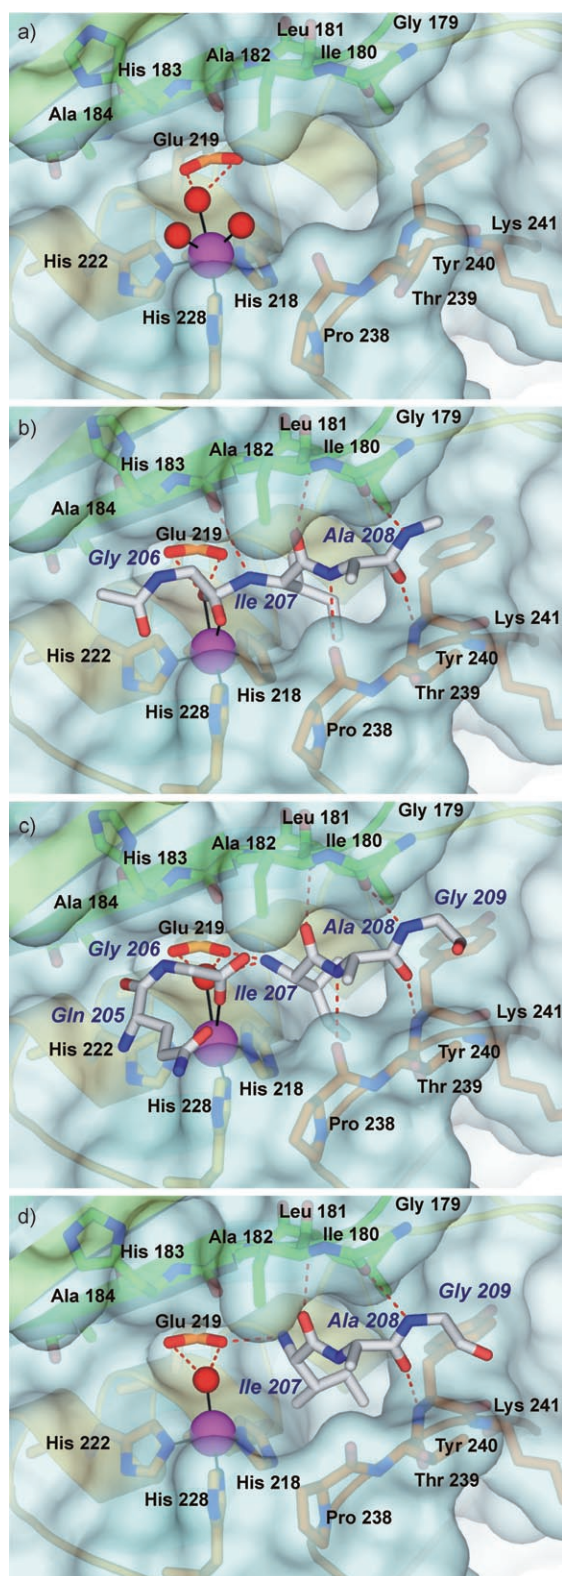 a)
Gly 179
Leu 181
Ile 180
Ala 182
His 183
Ala 184
Glu 219
Lys 241
His 222
Tyr 240
His 218
Thr 239
His 228
Pro 238
b)
Gly 179
Leu 181
Ile 180
Ala 182
His 183
Ala 184
Glu 219
Ala 208
Gly 206
Ile 207
Lys 241
His 222
Tyr 240
His 218
Thr 239
His 228
Pro 238
c)
Gly 179
Leu 181
Ile 180
Ala 182
His 183
Gly 209
Ala 184
Glu 219
Ala 208
Gly 206
Ile 207
Gln 205
Lys 241
His 222
Tyr 240
His 218
Thr 239
His 228
Pro 238
d)
Gly 179
Leu 181
Ile 180
Ala 182
His 183
Ala 184
Gly 209
Glu 219
Ala 208
Ile 207
Lys 241
His 222
Tyr 240
His 218
Thr 239
His 228
Pro 238